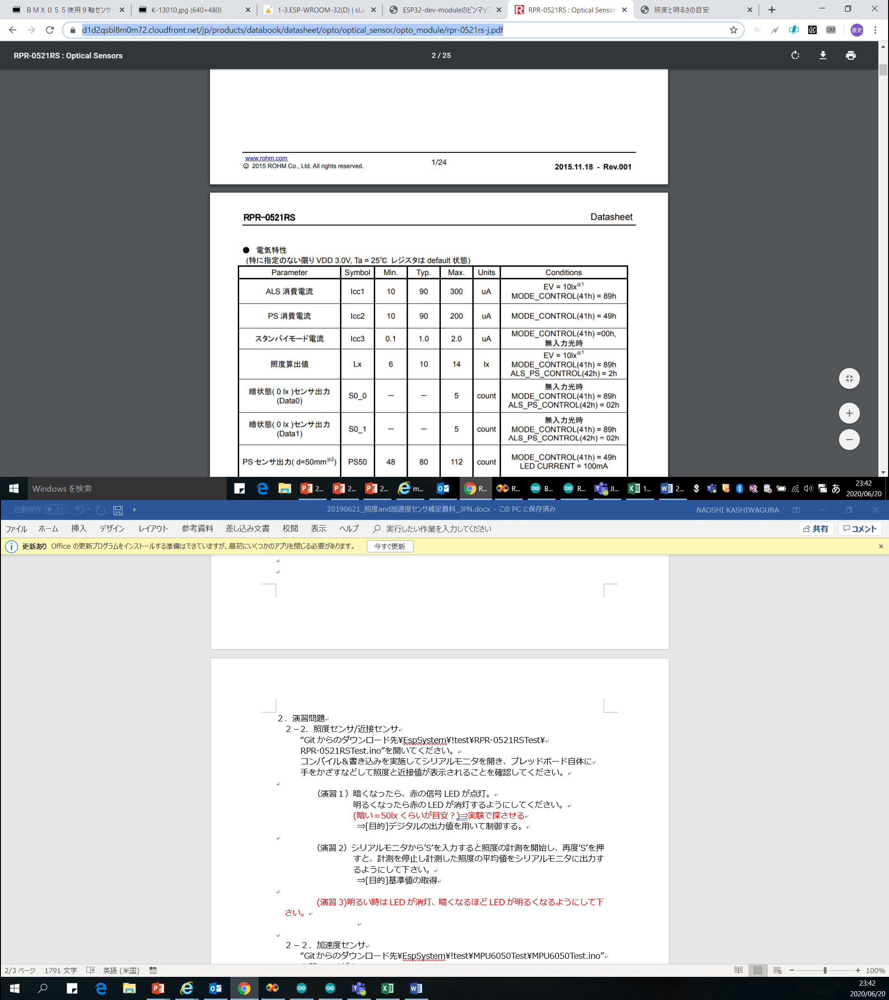 ＢＭＸ０５５使用９軸センサー
K-13010.jpg (640×480)
1-3.ESP-WROOM-32(D) | sLa
ESP32-dev-moduleのピンマップ
RPR-0521RS : Optical Sensor
照度と明るさの目安
d1d2qsbl8m0m72.cloudfront.net/jp/products/databook/datasheet/opto/optical_sensor/opto_module/rpr-0521rs-j.pdf
QC
CRX
直史
RPR-0521RS : Optical Sensors
2 / 25
www.rohm.com
© 2015 ROHM Co., Ltd. All rights reserved.
1/24
2015.11.18 - Rev.001
RPR-0521RS
Datasheet
● 電気特性
(特に指定のない限り VDD 3.0V, Ta = 25℃ レジスタは default 状態)
Parameter Symbol Min. Typ. Max. Units Conditions
ALS 消費電流 Icc1 10 90 300 uA EV = 10lx※1
MODE_CONTROL(41h) = 89h
PS 消費電流 Icc2 10 90 200 uA MODE_CONTROL(41h) = 49h
スタンバイモード電流 Icc3 0.1 1.0 2.0 uA MODE_CONTROL(41h) =00h,
無入力光時
照度算出値 Lx 6 10 14 lx EV = 10lx※1
MODE_CONTROL(41h) = 89h
ALS_PS_CONTROL(42h) = 2h
暗状態( 0 lx )センサ出力
(Data0) S0_0 － － 5 count 無入力光時
MODE_CONTROL(41h) = 89h
ALS_PS_CONTROL(42h) = 02h
暗状態( 0 lx )センサ出力
(Data1) S0_1 － － 5 count 無入力光時
MODE_CONTROL(41h) = 89h
ALS_PS_CONTROL(42h) = 02h
PS センサ出力( d=50mm※2) PS50 48 80 112 count MODE_CONTROL(41h) = 49h
LED CURRENT = 100mA
Windows を検索
2...
2...
2...
m...
R...
R...
B...
R...
JI...
1...
2...
あ
23:42
2020/06/20
自動保存 オフ
20190621_照度and加速度センサ補足資料_JPN.docx - この PC に保存済み
NAOSHI KASHIWAGURA
ファイル ホーム 挿入 デザイン レイアウト 参考資料 差し込み文書 校閲 表示 ヘルプ 実行したい作業を入力してください
共有
コメント
更新あり Office の更新プログラムをインストールする準備はできていますが、最初にいくつかのアプリを閉じる必要があります。 今すぐ更新
２．演習問題
２－２．照度センサ/近接センサ
“Git からのダウンロード先¥EspSystem¥!test¥RPR-0521RSTest¥
RPR-0521RSTest.ino”を開いてください。
コンパイル＆書き込みを実施してシリアルモニタを開き、ブレッドボード自体に
手をかざすなどして照度と近接値が表示されることを確認してください。
（演習１）暗くなったら、赤の信号 LED が点灯。
明るくなったら赤の LED が消灯するようにしてください。
(暗い＝50lx くらいが目安？)⇒実験で探させる
⇒[目的]デジタルの出力値を用いて制御する。
（演習 2）シリアルモニタから’S’を入力すると照度の計測を開始し、再度’S’を押
すと、計測を停止し計測した照度の平均値をシリアルモニタに出力す
るようにして下さい。
⇒[目的]基準値の取得
(演習 3)明るい時は LED が消灯、暗くなるほど LED が明るくなるようにして下
さい。
２－２．加速度センサ
“Gitからのダウンロード先¥EspSystem¥!test¥MPU6050Test¥MPU6050Test.ino”
2/3 ページ 1791 文字 英語 (米国) 100%
23:42
2020/06/20